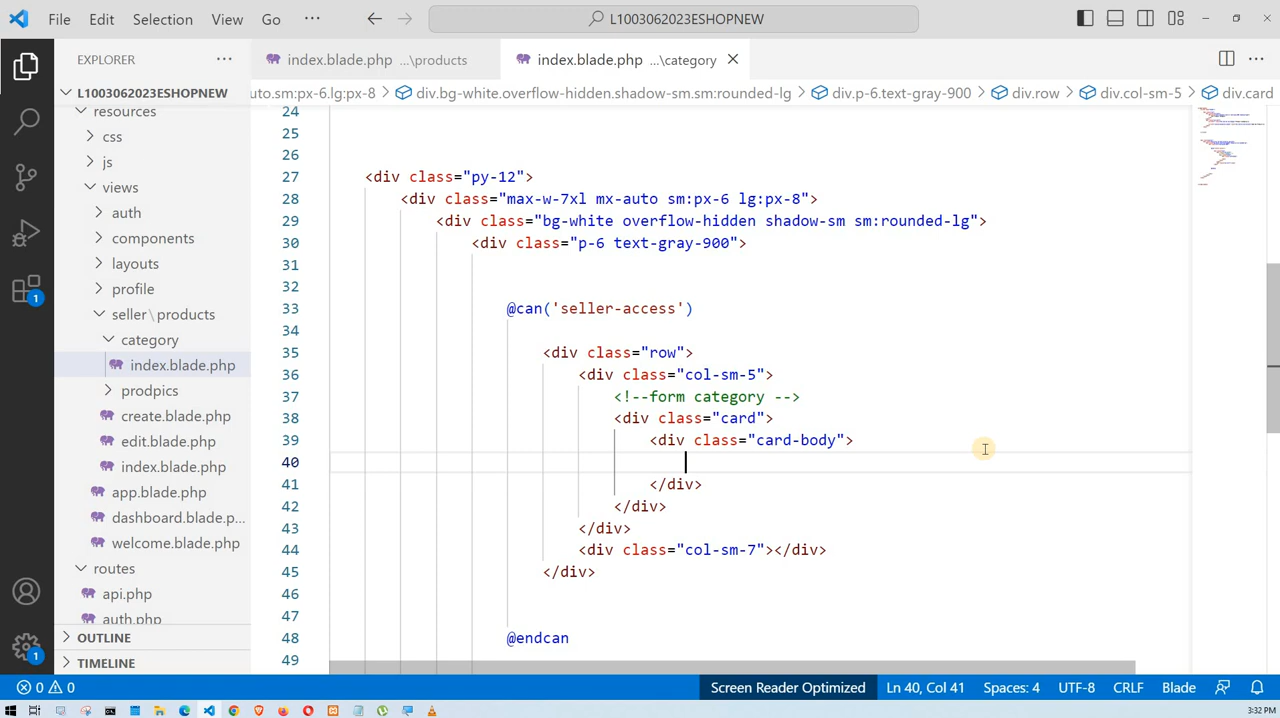 File Edit Selection View Go ··· L1003062023ESHOPNEW
EXPLORER ···
index.blade.php ...\products
index.blade.php ...\category
uto.sm:px-6.lg:px-8 > div.bg-white.overflow-hidden.shadow-sm.sm:rounded-lg > div.p-6.text-gray-900 > div.row > div.col-sm-5 > div.card
L1003062023ESHOPNEW
resources
css
js
views
auth
components
layouts
profile
seller\products
category
index.blade.php
prodpics
create.blade.php
edit.blade.php
index.blade.php
app.blade.php
dashboard.blade.p...
welcome.blade.php
routes
api.php
auth.php
OUTLINE
TIMELINE
1
1
24
25
26
27 <div class="py-12">
28 <div class="max-w-7xl mx-auto sm:px-6 lg:px-8">
29 <div class="bg-white overflow-hidden shadow-sm sm:rounded-lg">
30 <div class="p-6 text-gray-900">
31
32
33 @can('seller-access')
34
35 <div class="row">
36 <div class="col-sm-5">
37 <!--form category -->
38 <div class="card">
39 <div class="card-body">
40
41 </div>
42 </div>
43 </div>
44 <div class="col-sm-7"></div>
45 </div>
46
47
48 @endcan
49
0 0 Screen Reader Optimized Ln 40, Col 41 Spaces: 4 UTF-8 CRLF Blade
3:32 PM